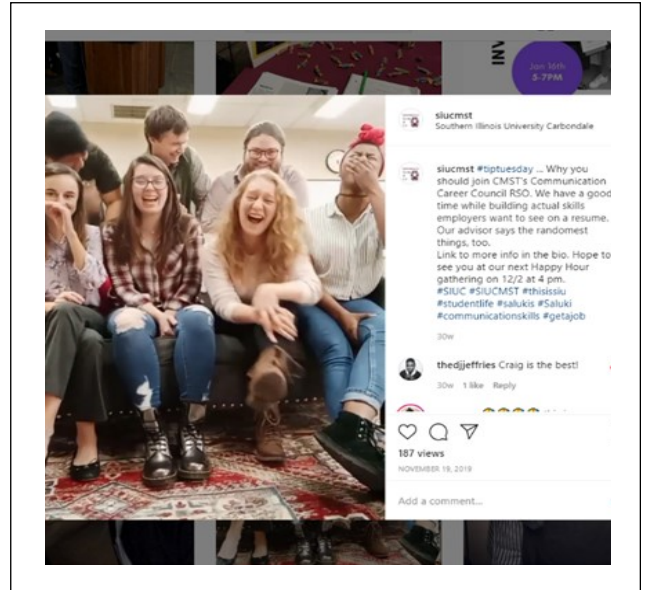 INV
Jan 16th
5-7PM
siucmst
Southern Illinois University Carbondale
siucmst #tiptuesday ... Why you
should join CMST's Communication
Career Council RSO. We have a good
time while building actual skills
employers want to see on a resume.
Our advisor says the randomest
things, too.
Link to more info in the bio. Hope to
see you at our next Happy Hour
gathering on 12/2 at 4 pm.
#SIUC #SIUCMST #thisissiu
#studentlife #salukis #Saluki
#communicationskills #getajob
30w
thedjjeffries Craig is the best!
30w 1 like Reply
187 views
NOVEMBER 19, 2019
Add a comment...